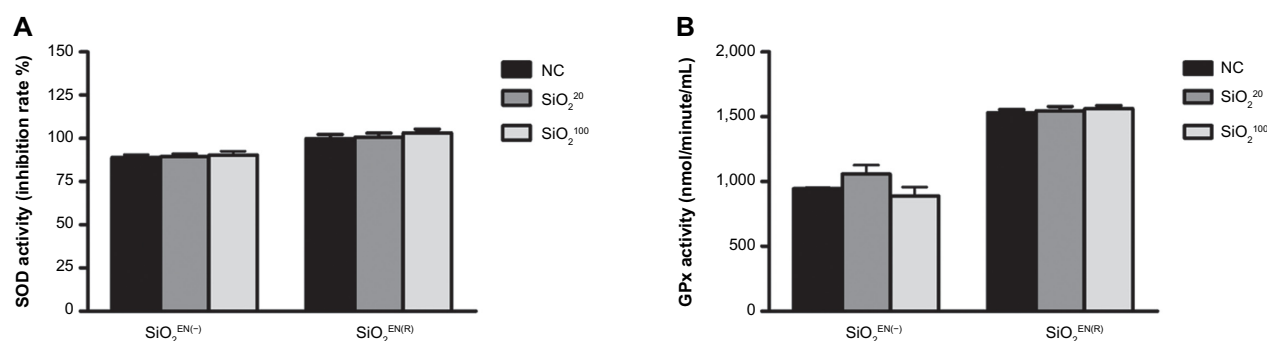 A
SOD activity (inhibition rate %)
150
125
100
75
50
25
0
SiO₂EN(−)
SiO₂EN(R)
NC
SiO₂²⁰
SiO₂¹⁰⁰
B
GPx activity (nmol/minute/mL)
2,000
1,500
1,000
500
0
SiO₂EN(−)
SiO₂EN(R)
NC
SiO₂²⁰
SiO₂¹⁰⁰